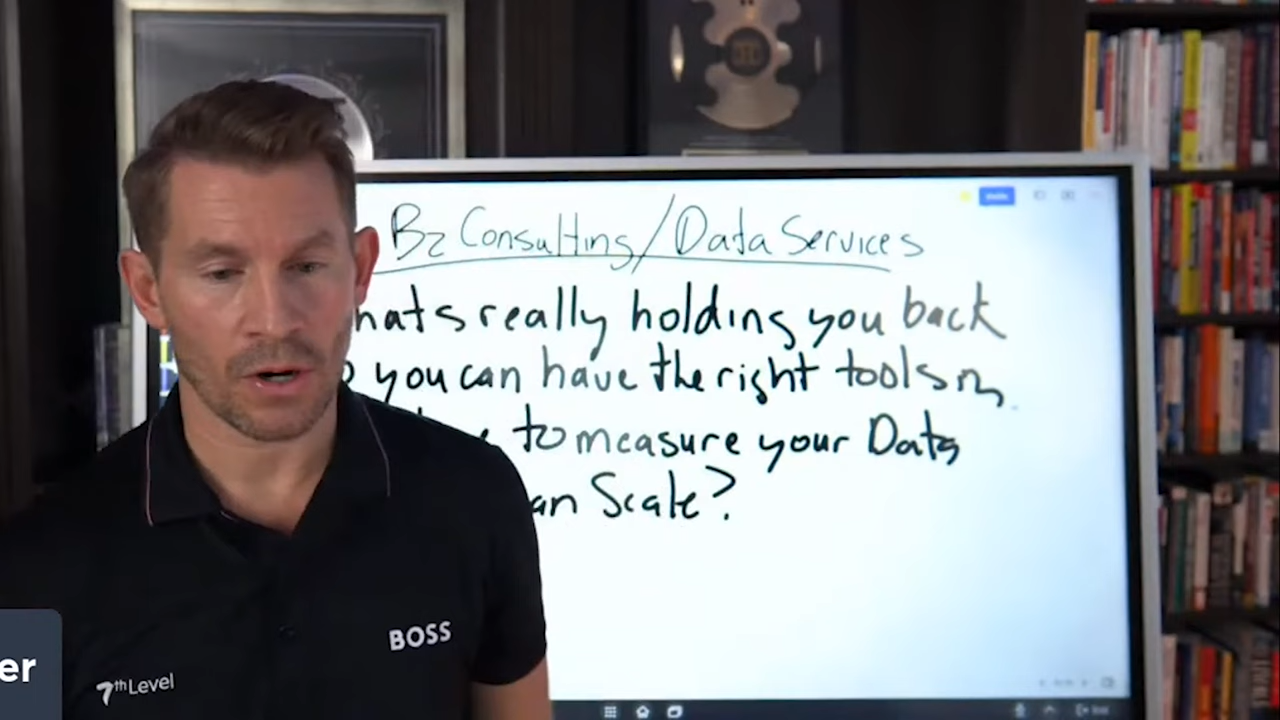 Bz Consulting/Data Services
hats really holding you back
you can have the right tools in
to measure your Data
an Scale?
BOSS
7th Level
er